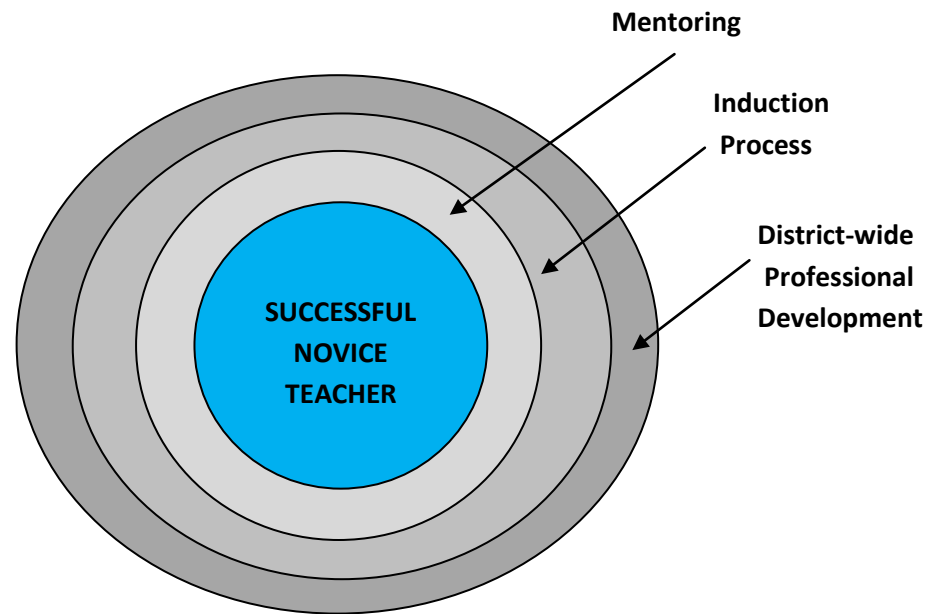 Mentoring
Induction
Process
District-wide
Professional
Development
SUCCESSFUL
NOVICE
TEACHER